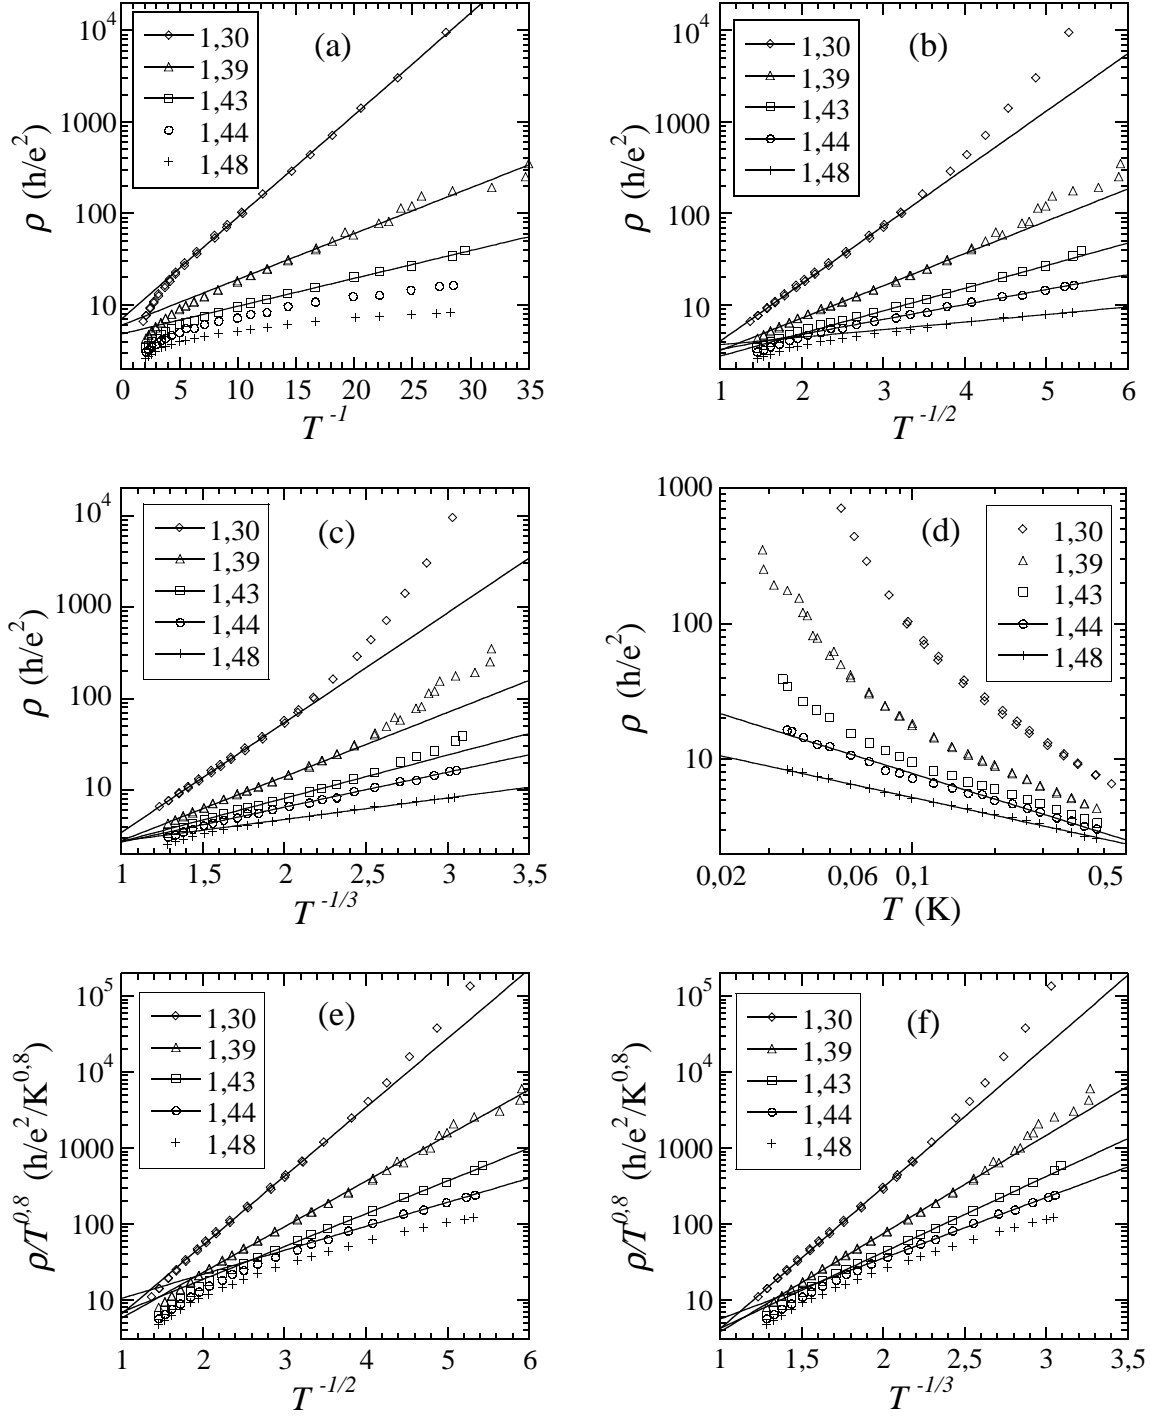 (a)
10^4
1000
100
10
ρ (h/e^2)
1,30
1,39
1,43
1,44
1,48
0 5 10 15 20 25 30 35
T^-1
(b)
10^4
1000
100
10
ρ (h/e^2)
1,30
1,39
1,43
1,44
1,48
1 2 3 4 5 6
T^-1/2
(c)
10^4
1000
100
10
ρ (h/e^2)
1,30
1,39
1,43
1,44
1,48
1 1,5 2 2,5 3 3,5
T^-1/3
(d)
1000
100
10
ρ (h/e^2)
1,30
1,39
1,43
1,44
1,48
0,02 0,06 0,1 0,5
T (K)
(e)
10^5
10^4
1000
100
10
ρ/T^0,8 (h/e^2/K^0,8)
1,30
1,39
1,43
1,44
1,48
1 2 3 4 5 6
T^-1/2
(f)
10^5
10^4
1000
100
10
ρ/T^0,8 (h/e^2/K^0,8)
1,30
1,39
1,43
1,44
1,48
1 1,5 2 2,5 3 3,5
T^-1/3